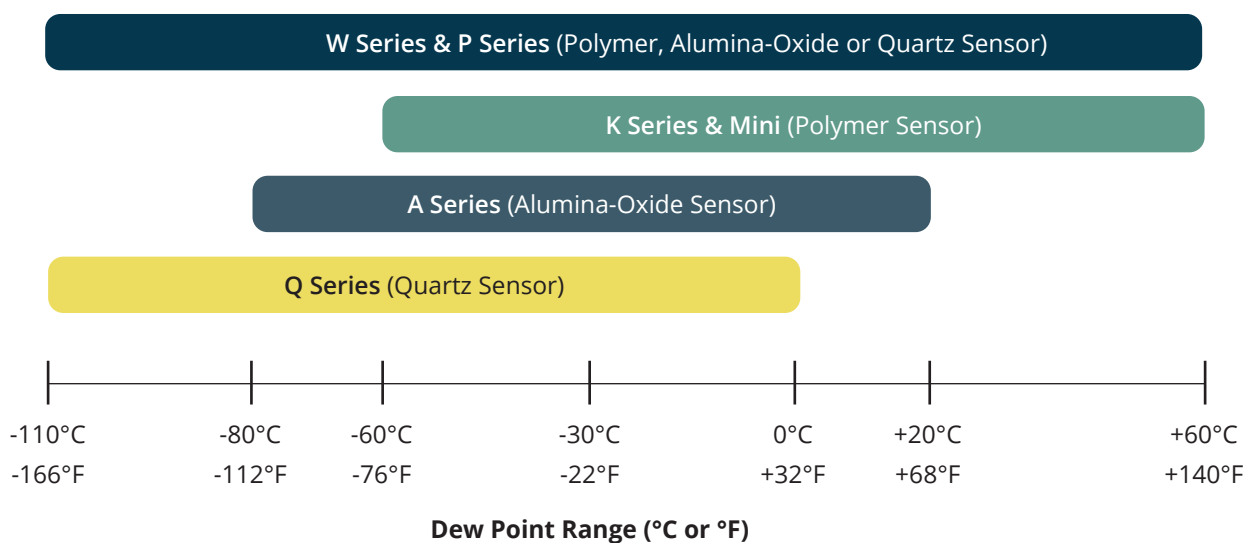 W Series & P Series (Polymer, Alumina-Oxide or Quartz Sensor)
K Series & Mini (Polymer Sensor)
A Series (Alumina-Oxide Sensor)
Q Series (Quartz Sensor)
-110°C -80°C -60°C -30°C 0°C +20°C +60°C
-166°F -112°F -76°F -22°F +32°F +68°F +140°F
Dew Point Range (°C or °F)